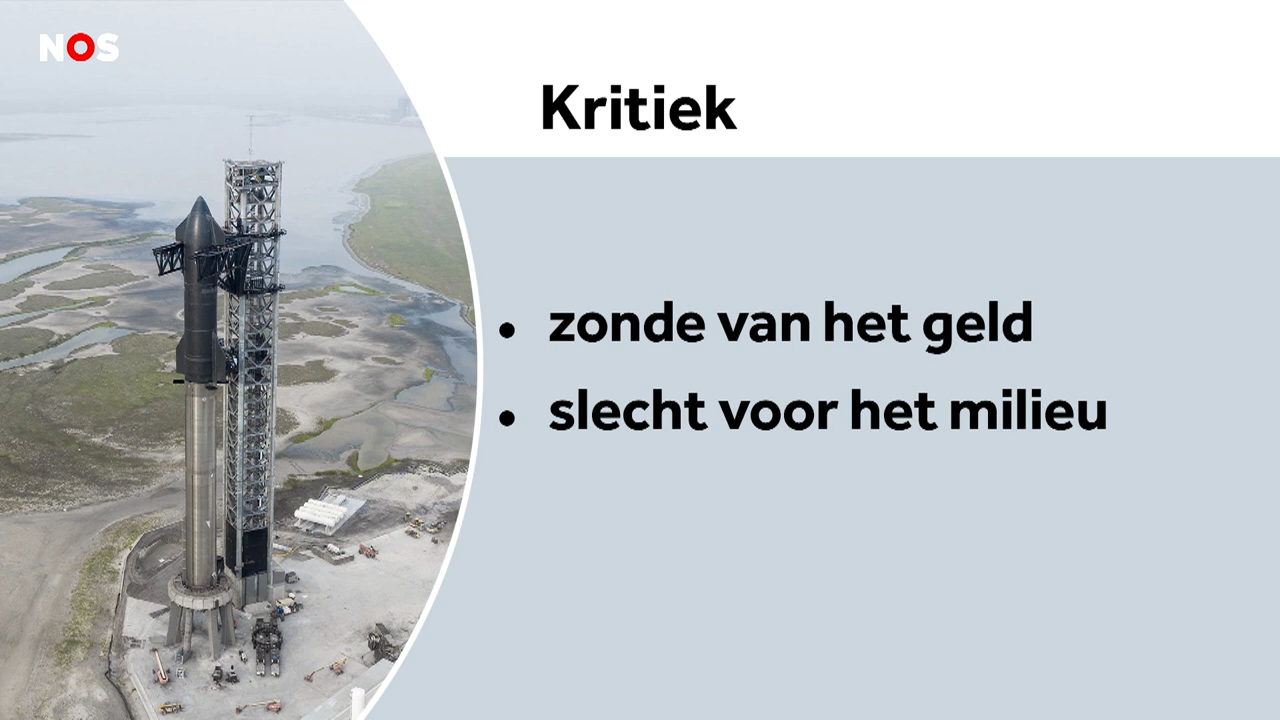 NOS
Kritiek
• zonde van het geld
• slecht voor het milieu